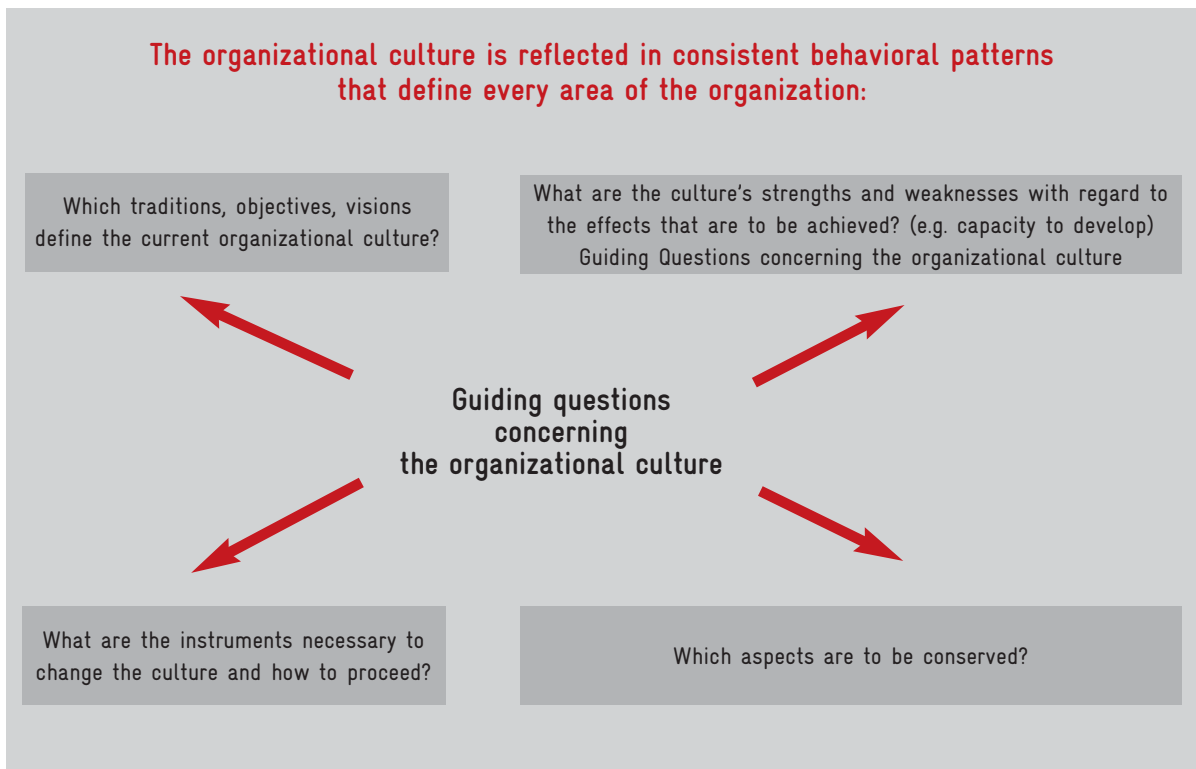 The organizational culture is reflected in consistent behavioral patterns
that define every area of the organization:
Which traditions, objectives, visions
define the current organizational culture?
What are the culture's strengths and weaknesses with regard to
the effects that are to be achieved? (e.g. capacity to develop)
Guiding Questions concerning the organizational culture
Guiding questions
concerning
the organizational culture
What are the instruments necessary to
change the culture and how to proceed?
Which aspects are to be conserved?